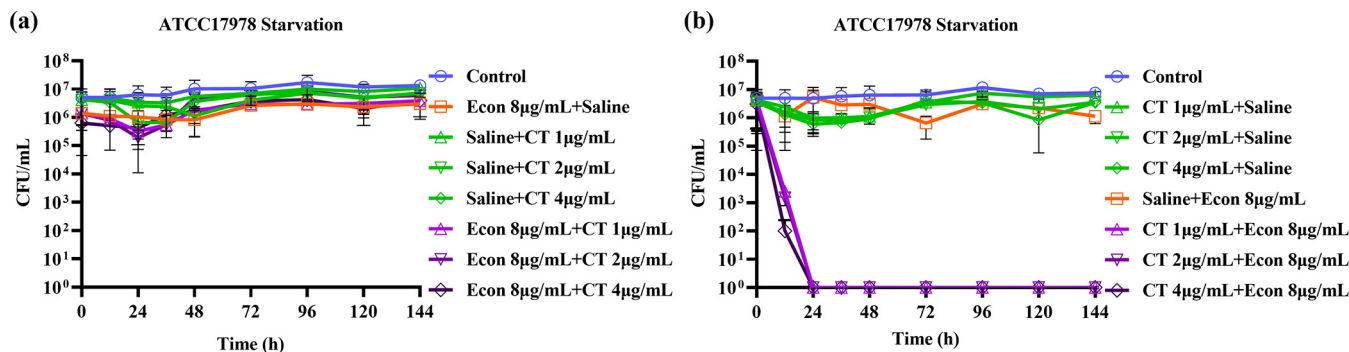 (a)
ATCC17978 Starvation
CFU/mL
10⁸
10⁷
10⁶
10⁵
10⁴
10³
10²
10¹
10⁰
0 24 48 72 96 120 144
Time (h)
Control
Econ 8μg/mL+Saline
Saline+CT 1μg/mL
Saline+CT 2μg/mL
Saline+CT 4μg/mL
Econ 8μg/mL+CT 1μg/mL
Econ 8μg/mL+CT 2μg/mL
Econ 8μg/mL+CT 4μg/mL
(b)
ATCC17978 Starvation
CFU/mL
10⁸
10⁷
10⁶
10⁵
10⁴
10³
10²
10¹
10⁰
0 24 48 72 96 120 144
Time (h)
Control
CT 1μg/mL+Saline
CT 2μg/mL+Saline
CT 4μg/mL+Saline
Saline+Econ 8μg/mL
CT 1μg/mL+Econ 8μg/mL
CT 2μg/mL+Econ 8μg/mL
CT 4μg/mL+Econ 8μg/mL